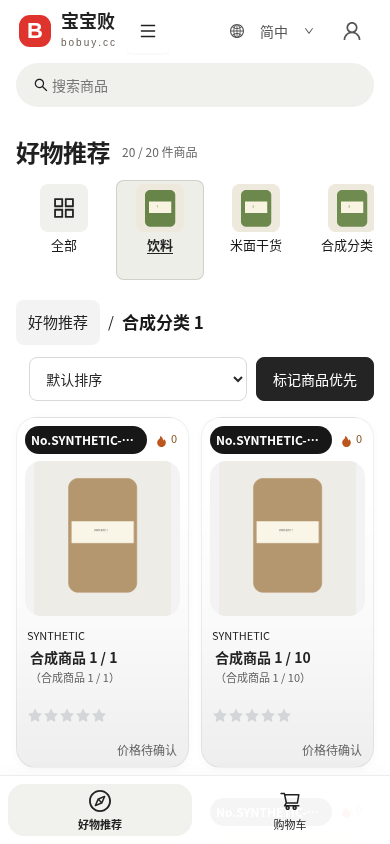 B 宝宝败
bobuy.cc
简中
搜索商品
好物推荐 20 / 20 件商品
全部 饮料 米面干货 合成分类
好物推荐 / 合成分类 1
默认排序 标记商品优先
No.SYNTHETIC-… 0 No.SYNTHETIC-… 0
SYNTHETIC SYNTHETIC
合成商品 1 / 1 合成商品 1 / 10
（合成商品 1 / 1） （合成商品 1 / 10）
价格待确认 价格待确认
好物推荐 购物车